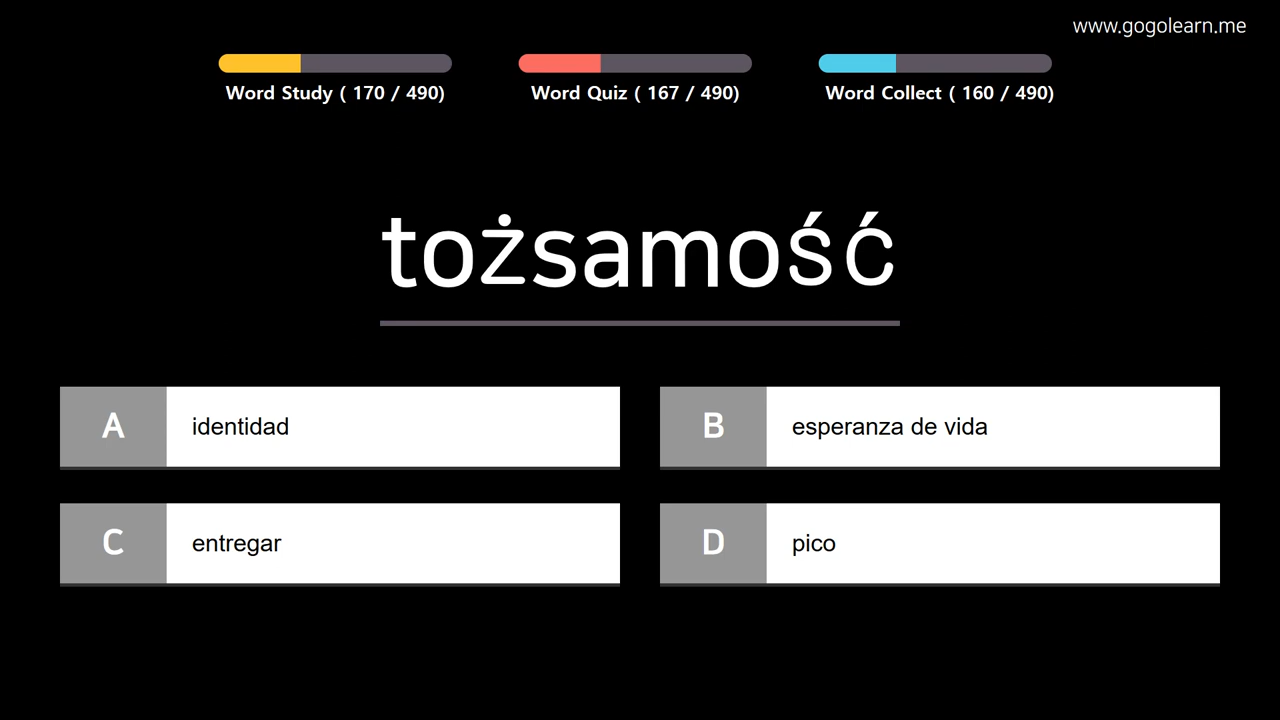 www.gogolearn.me
Word Study ( 170 / 490)
Word Quiz ( 167 / 490)
Word Collect ( 160 / 490)
tożsamość
A identidad
B esperanza de vida
C entregar
D pico